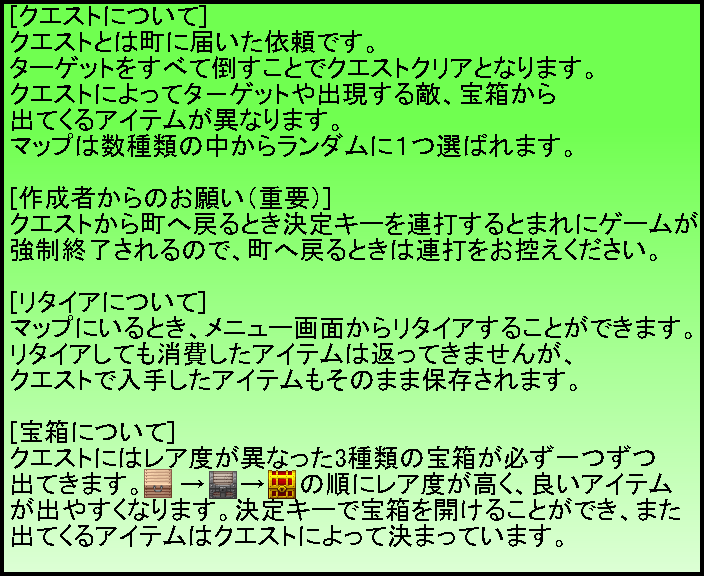 [クエストについて]
クエストとは町に届いた依頼です。
ターゲットをすべて倒すことでクエストクリアとなります。
クエストによってターゲットや出現する敵、宝箱から
出てくるアイテムが異なります。
マップは数種類の中からランダムに１つ選ばれます。
[作成者からのお願い（重要）]
クエストから町へ戻るとき決定キーを連打するとまれにゲームが
強制終了されるので、町へ戻るときは連打をお控えください。
[リタイアについて]
マップにいるとき、メニュー画面からリタイアすることができます。
リタイアしても消費したアイテムは返ってきませんが、
クエストで入手したアイテムもそのまま保存されます。
[宝箱について]
クエストにはレア度が異なった3種類の宝箱が必ず一つずつ
出てきます。→→の順にレア度が高く、良いアイテム
が出やすくなります。決定キーで宝箱を開けることができ、また
出てくるアイテムはクエストによって決まっています。